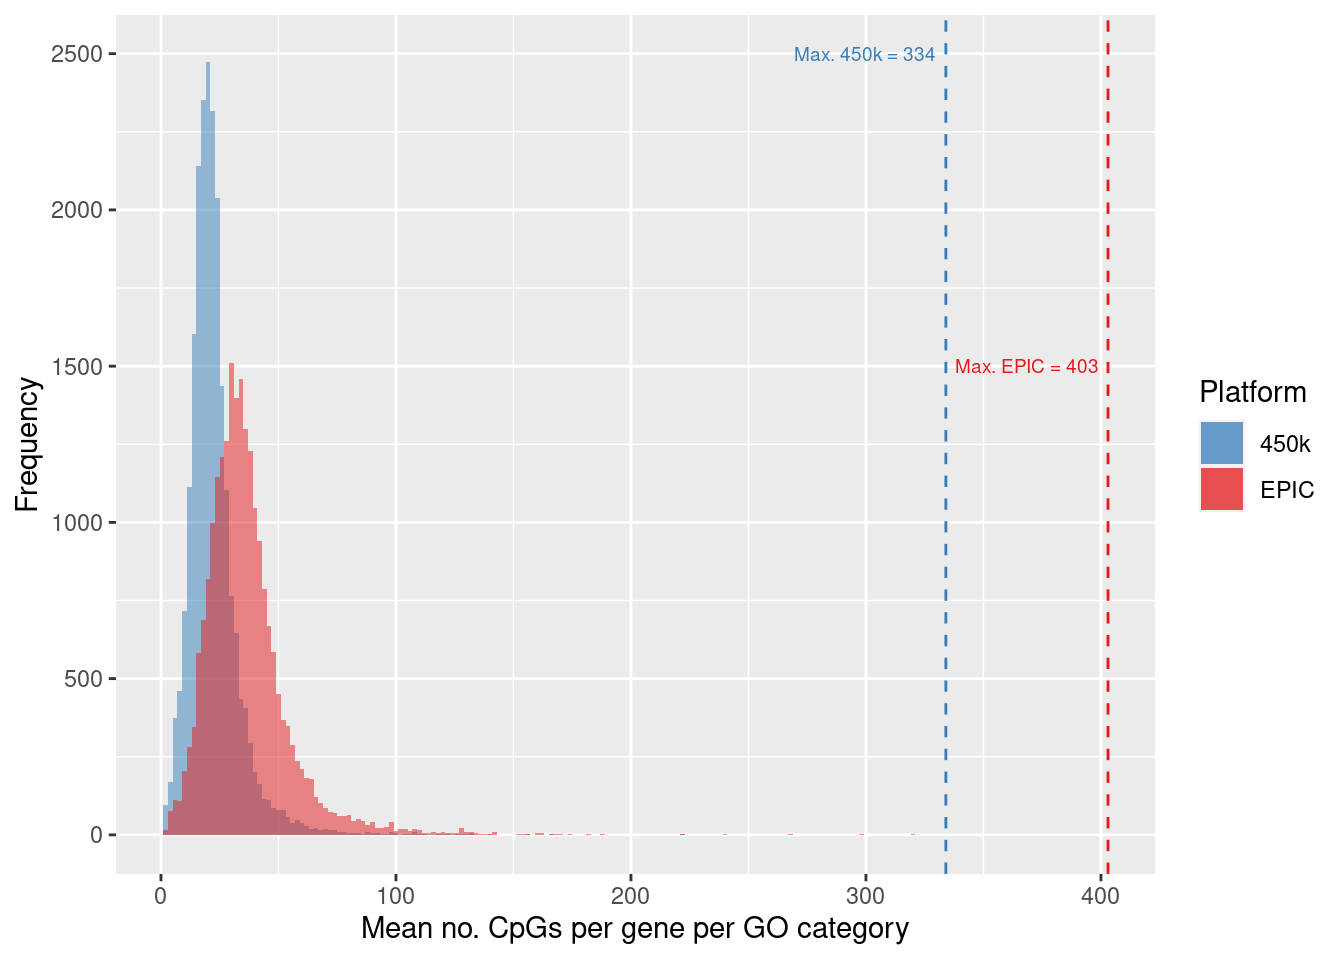 Frequency
2500
2000
1500
1000
500
0
Max. 450k = 334
Max. EPIC = 403
0
100
200
300
400
Mean no. CpGs per gene per GO category
Platform
450k
EPIC